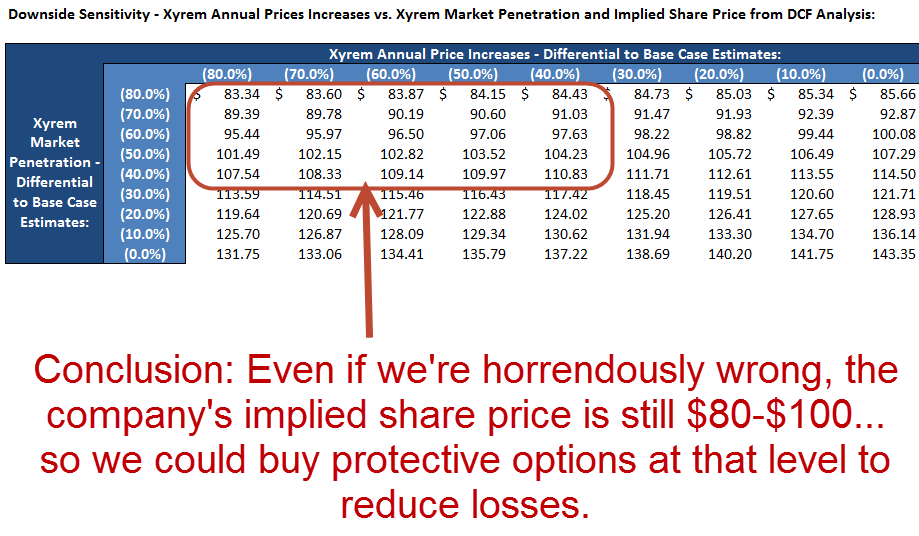 Downside Sensitivity - Xyrem Annual Prices Increases vs. Xyrem Market Penetration and Implied Share Price from DCF Analysis:
Xyrem Annual Price Increases - Differential to Base Case Estimates:
(80.0%) (70.0%) (60.0%) (50.0%) (40.0%) (30.0%) (20.0%) (10.0%) (0.0%)
Xyrem
Market
Penetration -
Differential
to Base Case
Estimates:
(80.0%) $ 83.34 $ 83.60 $ 83.87 $ 84.15 $ 84.43 $ 84.73 $ 85.03 $ 85.34 $ 85.66
(70.0%) 89.39 89.78 90.19 90.60 91.03 91.47 91.93 92.39 92.87
(60.0%) 95.44 95.97 96.50 97.06 97.63 98.22 98.82 99.44 100.08
(50.0%) 101.49 102.15 102.82 103.52 104.23 104.96 105.72 106.49 107.29
(40.0%) 107.54 108.33 109.14 109.97 110.83 111.71 112.61 113.55 114.50
(30.0%) 113.59 114.51 115.46 116.43 117.42 118.45 119.51 120.60 121.71
(20.0%) 119.64 120.69 121.77 122.88 124.02 125.20 126.41 127.65 128.93
(10.0%) 125.70 126.87 128.09 129.34 130.62 131.94 133.30 134.70 136.14
(0.0%) 131.75 133.06 134.41 135.79 137.22 138.69 140.20 141.75 143.35
Conclusion: Even if we're horrendously wrong, the
company's implied share price is still $80-$100...
so we could buy protective options at that level to
reduce losses.